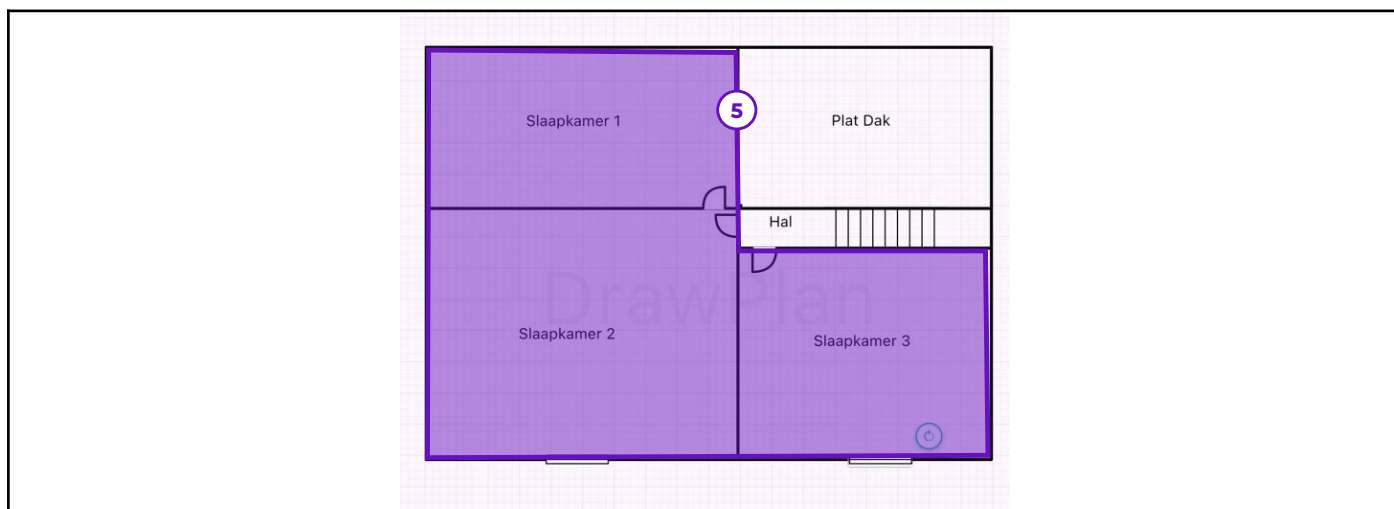 Slaapkamer 1
5
Plat Dak
Hal
DrawPlan
Slaapkamer 2
Slaapkamer 3